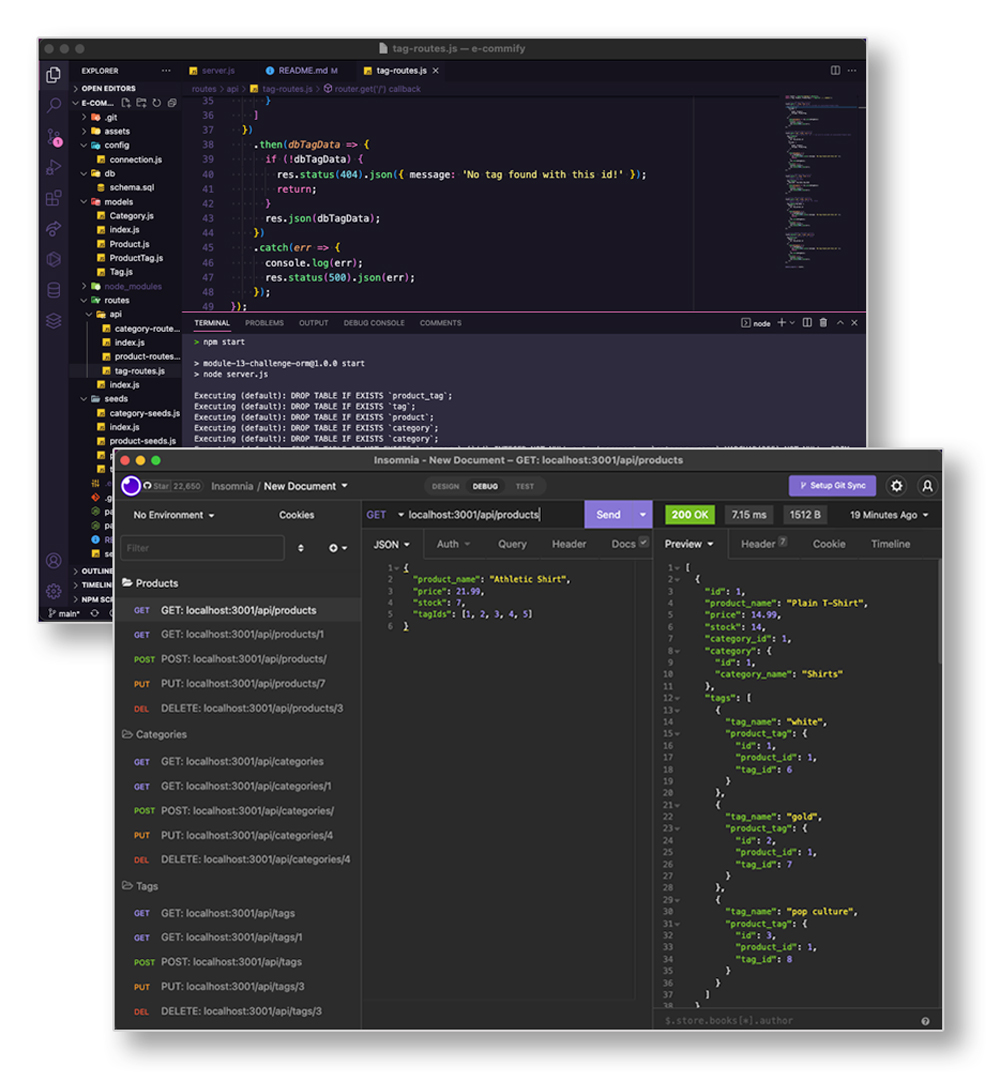 tag-routes.js — e-commify
EXPLORER
server.js
README.md M
tag-routes.js
OPEN EDITORS
routes > api > tag-routes.js > router.get('/') callback
E-COM...
.git
assets
config
connection.js
db
schema.sql
models
Category.js
index.js
Product.js
ProductTag.js
Tag.js
node_modules
routes
api
category-route...
index.js
product-routes...
tag-routes.js
index.js
seeds
category-seeds.js
index.js
product-seeds.js
OUTLINE
TIMELINE
NPM SC
main*
35 }
36 ]
37 })
38 .then(dbTagData => {
39 if (!dbTagData) {
40 res.status(404).json({ message: 'No tag found with this id!' });
41 return;
42 }
43 res.json(dbTagData);
44 })
45 .catch(err => {
46 console.log(err);
47 res.status(500).json(err);
48 });
49 });
TERMINAL PROBLEMS OUTPUT DEBUG CONSOLE COMMENTS
node
> npm start
> module-13-challenge-orm@1.0.0 start
> node server.js
Executing (default): DROP TABLE IF EXISTS `product_tag`;
Executing (default): DROP TABLE IF EXISTS `tag`;
Executing (default): DROP TABLE IF EXISTS `product`;
Executing (default): DROP TABLE IF EXISTS `category`;
Executing (default): DROP TABLE IF EXISTS `category`;
Insomnia - New Document – GET: localhost:3001/api/products
Star 22,650
Insomnia / New Document
DESIGN DEBUG TEST
Setup Git Sync
No Environment
Cookies
Filter
Products
GET GET: localhost:3001/api/products
GET GET: localhost:3001/api/products/1
POST POST: localhost:3001/api/products/
PUT PUT: localhost:3001/api/products/7
DEL DELETE: localhost:3001/api/products/3
Categories
GET GET: localhost:3001/api/categories
GET GET: localhost:3001/api/categories/1
POST POST: localhost:3001/api/categories/
PUT PUT: localhost:3001/api/categories/4
DEL DELETE: localhost:3001/api/categories/4
Tags
GET GET: localhost:3001/api/tags
GET GET: localhost:3001/api/tags/1
POST POST: localhost:3001/api/tags
PUT PUT: localhost:3001/api/tags/3
DEL DELETE: localhost:3001/api/tags/3
GET localhost:3001/api/products
Send
JSON Auth Query Header Docs
1 {
2 "product_name": "Athletic Shirt",
3 "price": 21.99,
4 "stock": 7,
5 "tagIds": [1, 2, 3, 4, 5]
6 }
200 OK 7.15 ms 1512 B 19 Minutes Ago
Preview Header 7 Cookie Timeline
1 [
2 {
3 "id": 1,
4 "product_name": "Plain T-Shirt",
5 "price": 14.99,
6 "stock": 14,
7 "category_id": 1,
8 "category": {
9 "id": 1,
10 "category_name": "Shirts"
11 },
12 "tags": [
13 {
14 "tag_name": "white",
15 "product_tag": {
16 "id": 1,
17 "product_id": 1,
18 "tag_id": 6
19 }
20 },
21 {
22 "tag_name": "gold",
23 "product_tag": {
24 "id": 2,
25 "product_id": 1,
26 "tag_id": 7
27 }
28 },
29 {
30 "tag_name": "pop culture",
31 "product_tag": {
32 "id": 3,
33 "product_id": 1,
34 "tag_id": 8
35 }
36 }
37 ]
38 }
$.store.books[*].author